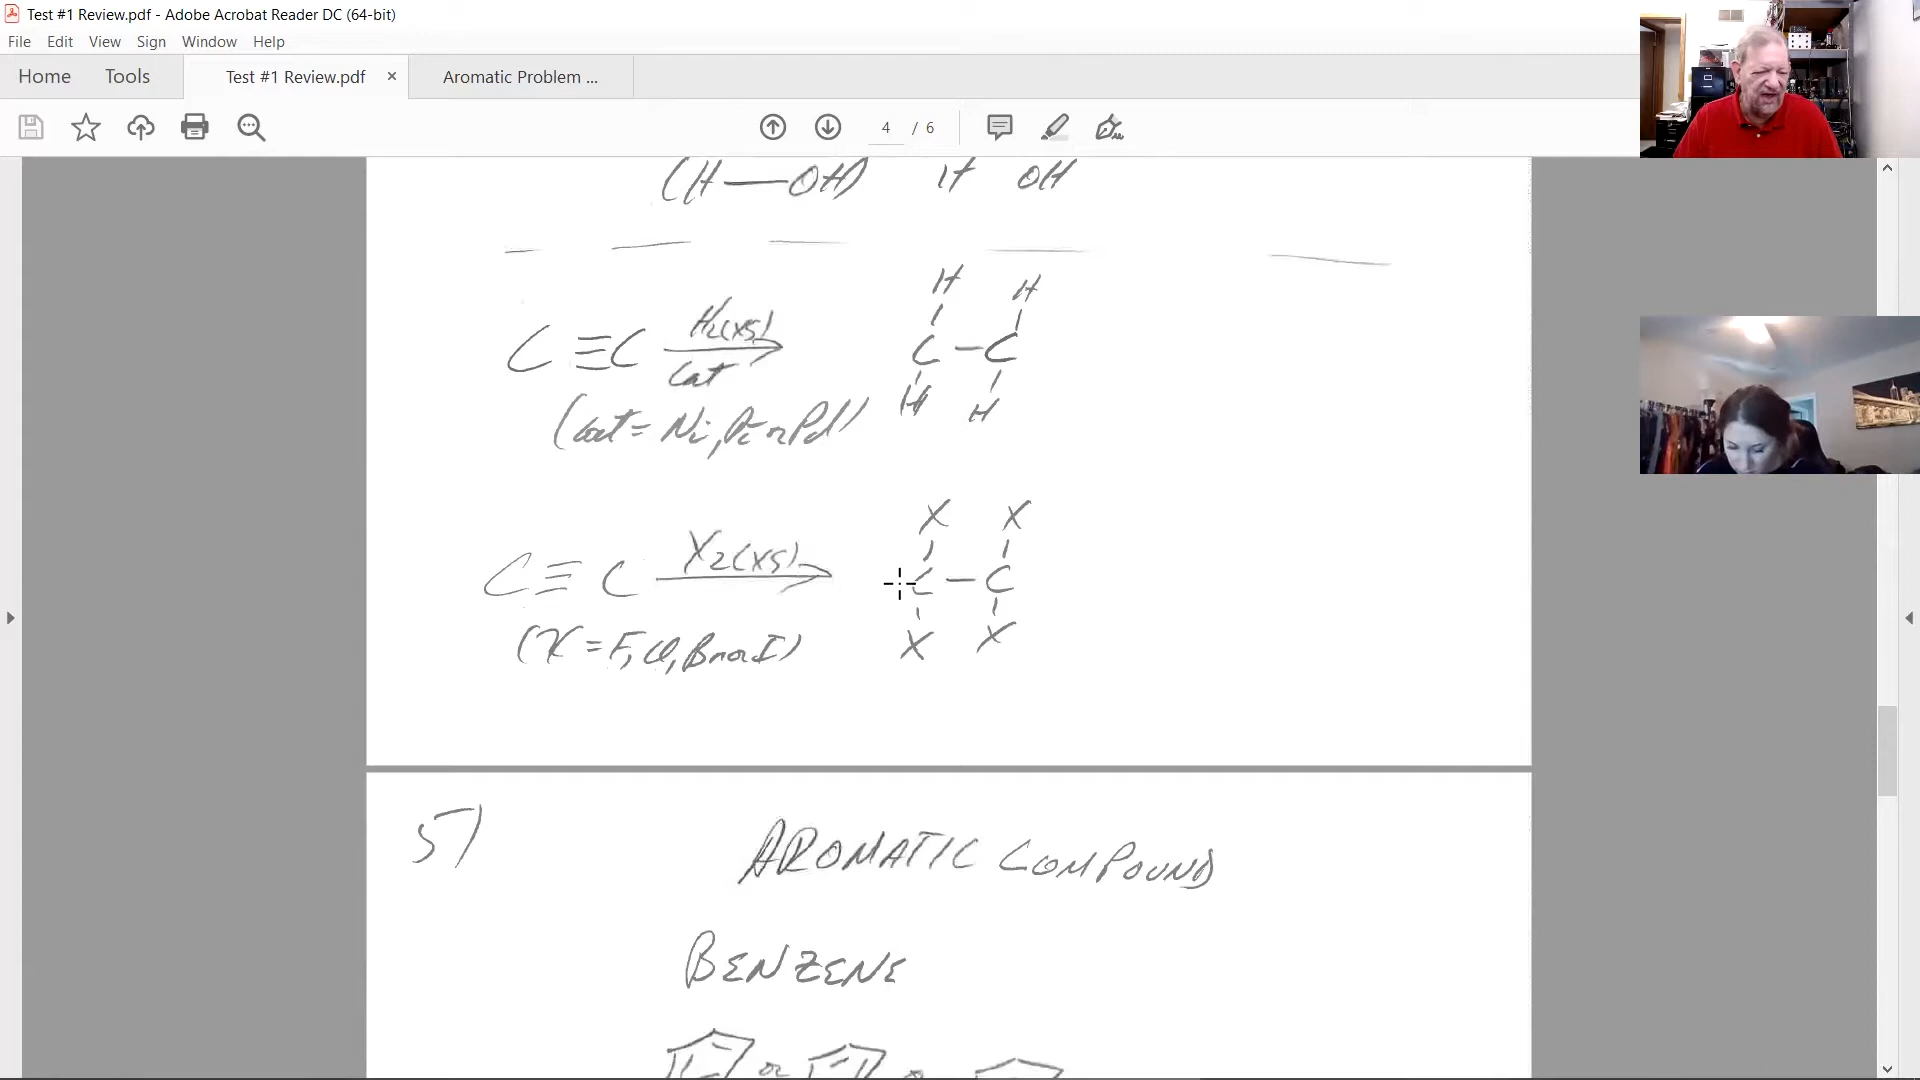 Test #1 Review.pdf - Adobe Acrobat Reader DC (64-bit)
File Edit View Sign Window Help
Home Tools Test #1 Review.pdf × Aromatic Problem ...
4 / 6
(H—OH) H OH
H H
C≡C H2(XS) C—C
Cat
H H
(Cat = Ni, Pt or Pd)
X X
C≡C X2(XS) C—C
X X
(X = F, Cl, Br or I)
5) AROMATIC COMPOUND
BENZENE
or